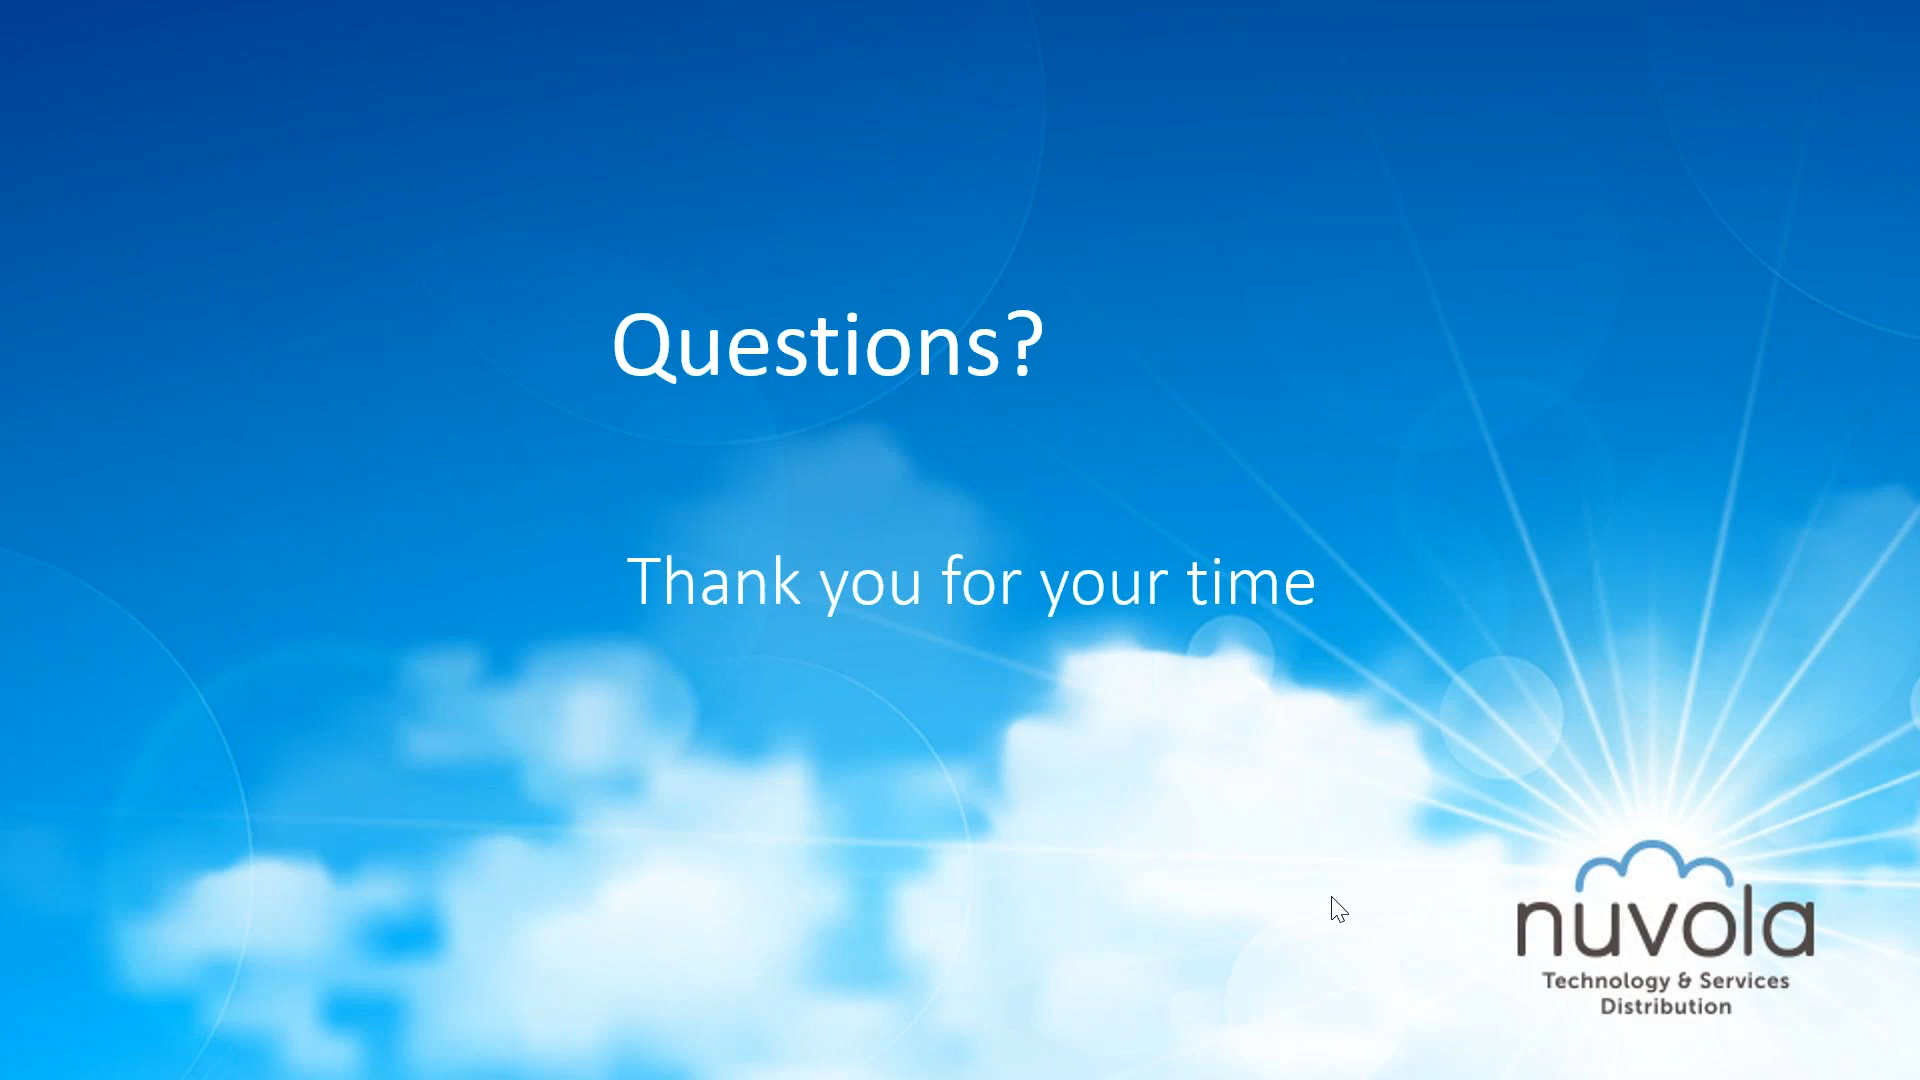 Questions?
Thank you for your time
nuvola
Technology & Services
Distribution